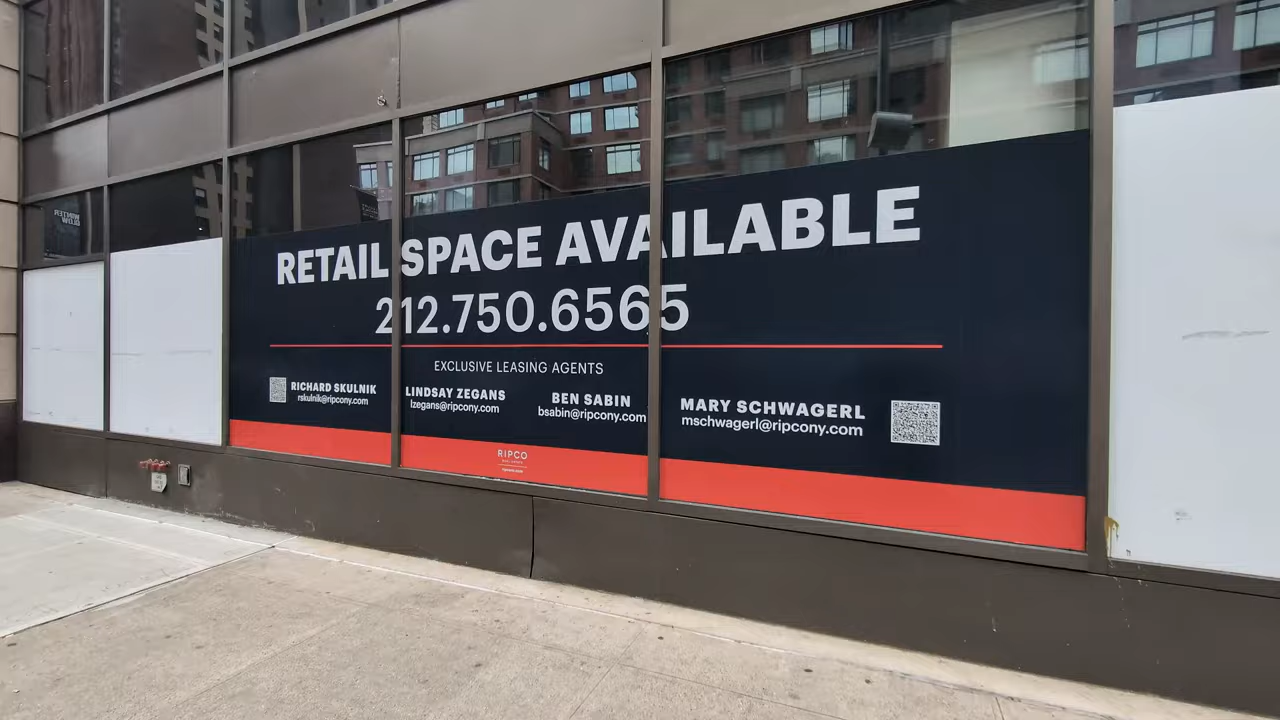 RETAIL SPACE AVAILABLE
212.750.6565
EXCLUSIVE LEASING AGENTS
RICHARD SKULNIK
rskulnik@ripcony.com
LINDSAY ZEGANS
lzegans@ripcony.com
BEN SABIN
bsabin@ripcony.com
MARY SCHWAGERL
mschwagerl@ripcony.com
RIPCO